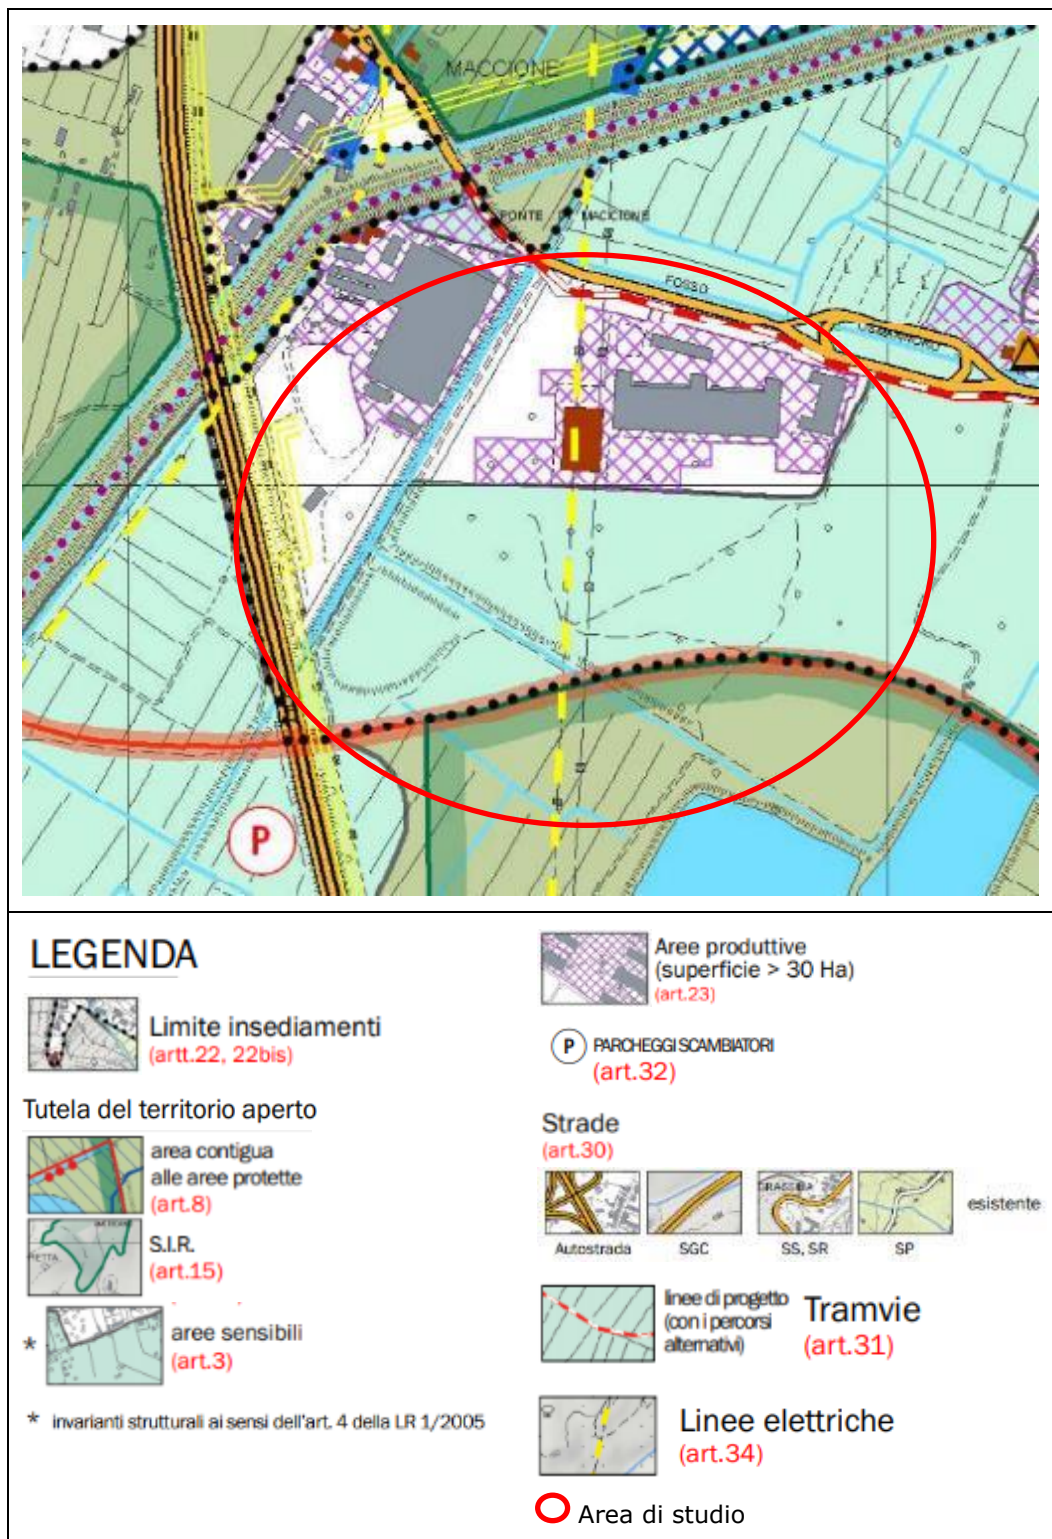 MACCIONE
PONTE DI MACCIONE
FOSSO
P
LEGENDA
Limite insediamenti
(artt.22, 22bis)
Tutela del territorio aperto
area contigua
alle aree protette
(art.8)
S.I.R.
(art.15)
*
aree sensibili
(art.3)
* invarianti strutturali ai sensi dell'art. 4 della LR 1/2005
Aree produttive
(superficie > 30 Ha)
(art.23)
P PARCHEGGI SCAMBIATORI
(art.32)
Strade
(art.30)
esistente
Autostrada SGC SS, SR SP
linee di progetto
(con i percorsi
alternativi)
Tramvie
(art.31)
Linee elettriche
(art.34)
Area di studio